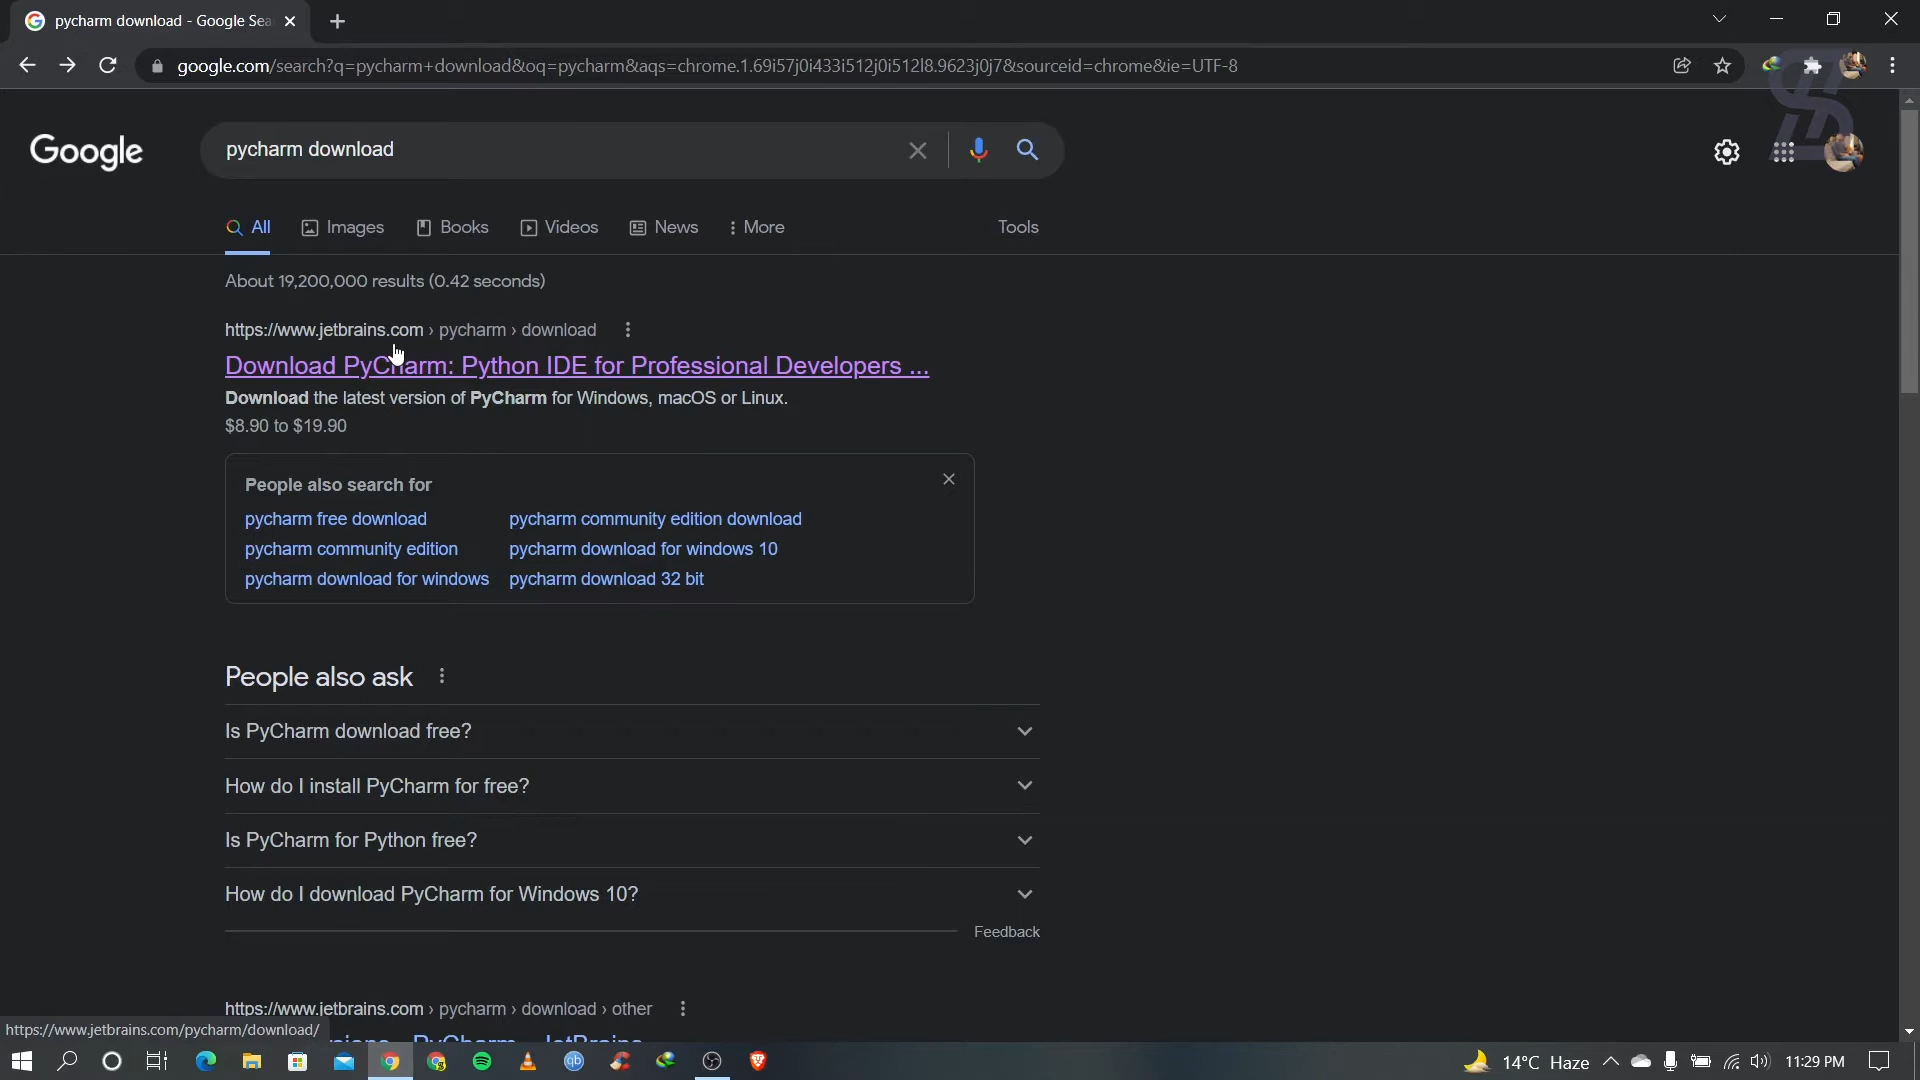 pycharm download - Google Sea
google.com/search?q=pycharm+download&oq=pycharm&aqs=chrome.1.69i57j0i433i512j0i512l8.9623j0j7&sourceid=chrome&ie=UTF-8
Google
pycharm download
All Images Books Videos News More Tools
About 19,200,000 results (0.42 seconds)
https://www.jetbrains.com › pycharm › download
Download PyCharm: Python IDE for Professional Developers ...
Download the latest version of PyCharm for Windows, macOS or Linux.
$8.90 to $19.90
People also search for
pycharm free download pycharm community edition download
pycharm community edition pycharm download for windows 10
pycharm download for windows pycharm download 32 bit
People also ask
Is PyCharm download free?
How do I install PyCharm for free?
Is PyCharm for Python free?
How do I download PyCharm for Windows 10?
Feedback
https://www.jetbrains.com › pycharm › download › other
PyCharm - JetBrains
https://www.jetbrains.com/pycharm/download/
14°C Haze 11:29 PM